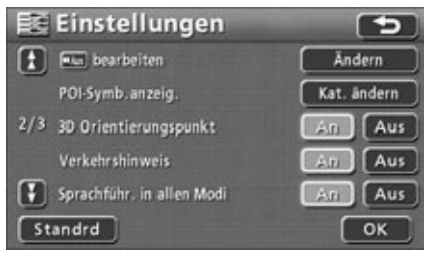 Einstellungen
bearbeiten Ändern
POI-Symb.anzeig. Kat. ändern
2/3 3D Orientierungspunkt An Aus
Verkehrshinweis An Aus
Sprachführ. in allen Modi An Aus
Standrd OK